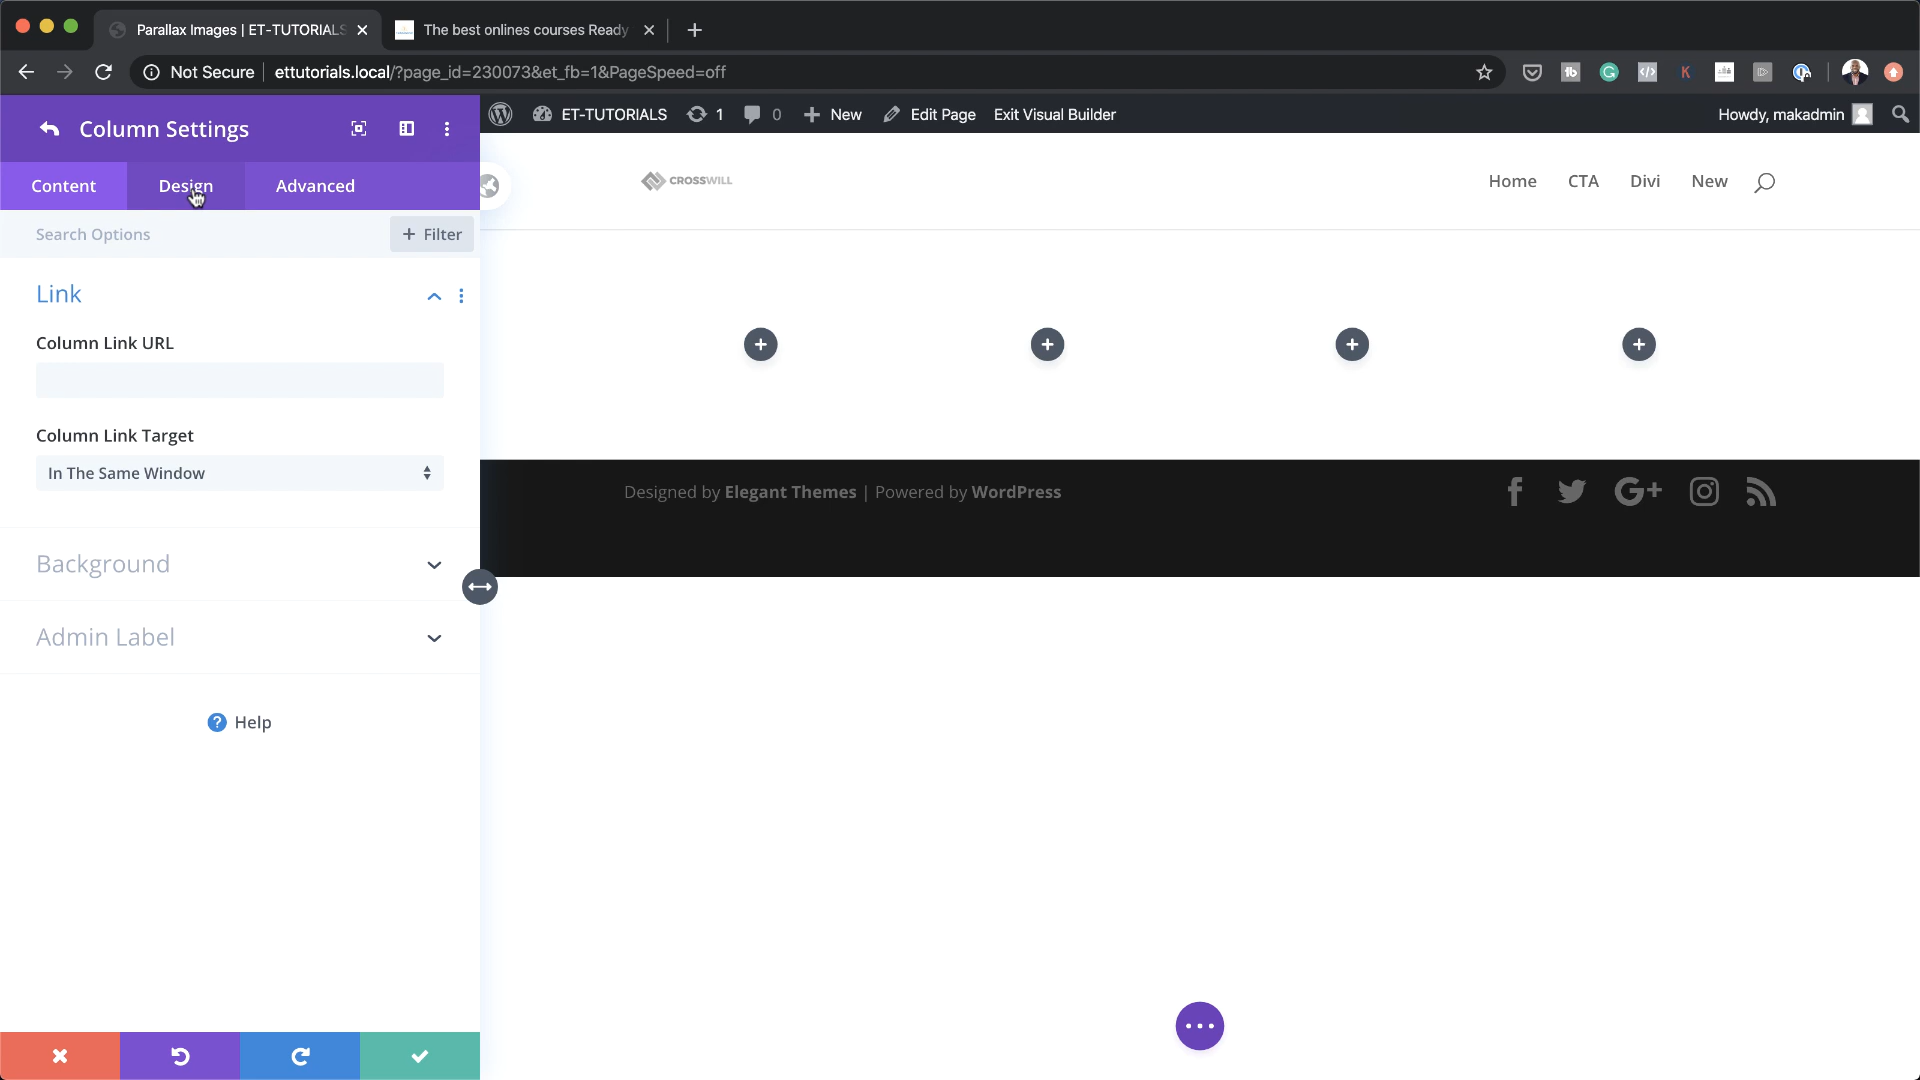 Parallax Images | ET-TUTORIALS
The best onlines courses Ready
Not Secure
ettutorials.local/?page_id=230073&et_fb=1&PageSpeed=off
Column Settings
ET-TUTORIALS
1
0
New
Edit Page
Exit Visual Builder
Howdy, makadmin
Content
Design
Advanced
CROSSWILL
Home
CTA
Divi
New
Search Options
+ Filter
Link
Column Link URL
Column Link Target
In The Same Window
Designed by Elegant Themes | Powered by WordPress
Background
Admin Label
? Help